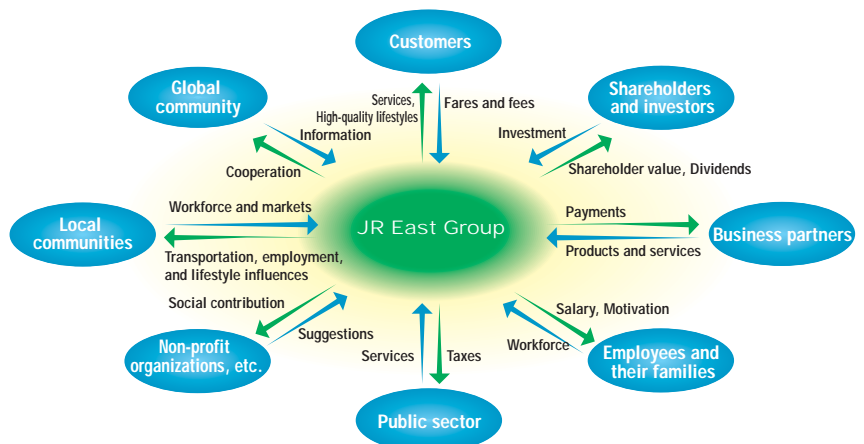 Customers
Global
community
Shareholders
and investors
Services,
High-quality lifestyles
Fares and fees
Information
Investment
Cooperation
Shareholder value, Dividends
Workforce and markets
Payments
Local
communities
JR East Group
Business partners
Transportation, employment,
and lifestyle influences
Products and services
Social contribution
Salary, Motivation
Suggestions
Services
Taxes
Workforce
Non-profit
organizations, etc.
Employees and
their families
Public sector